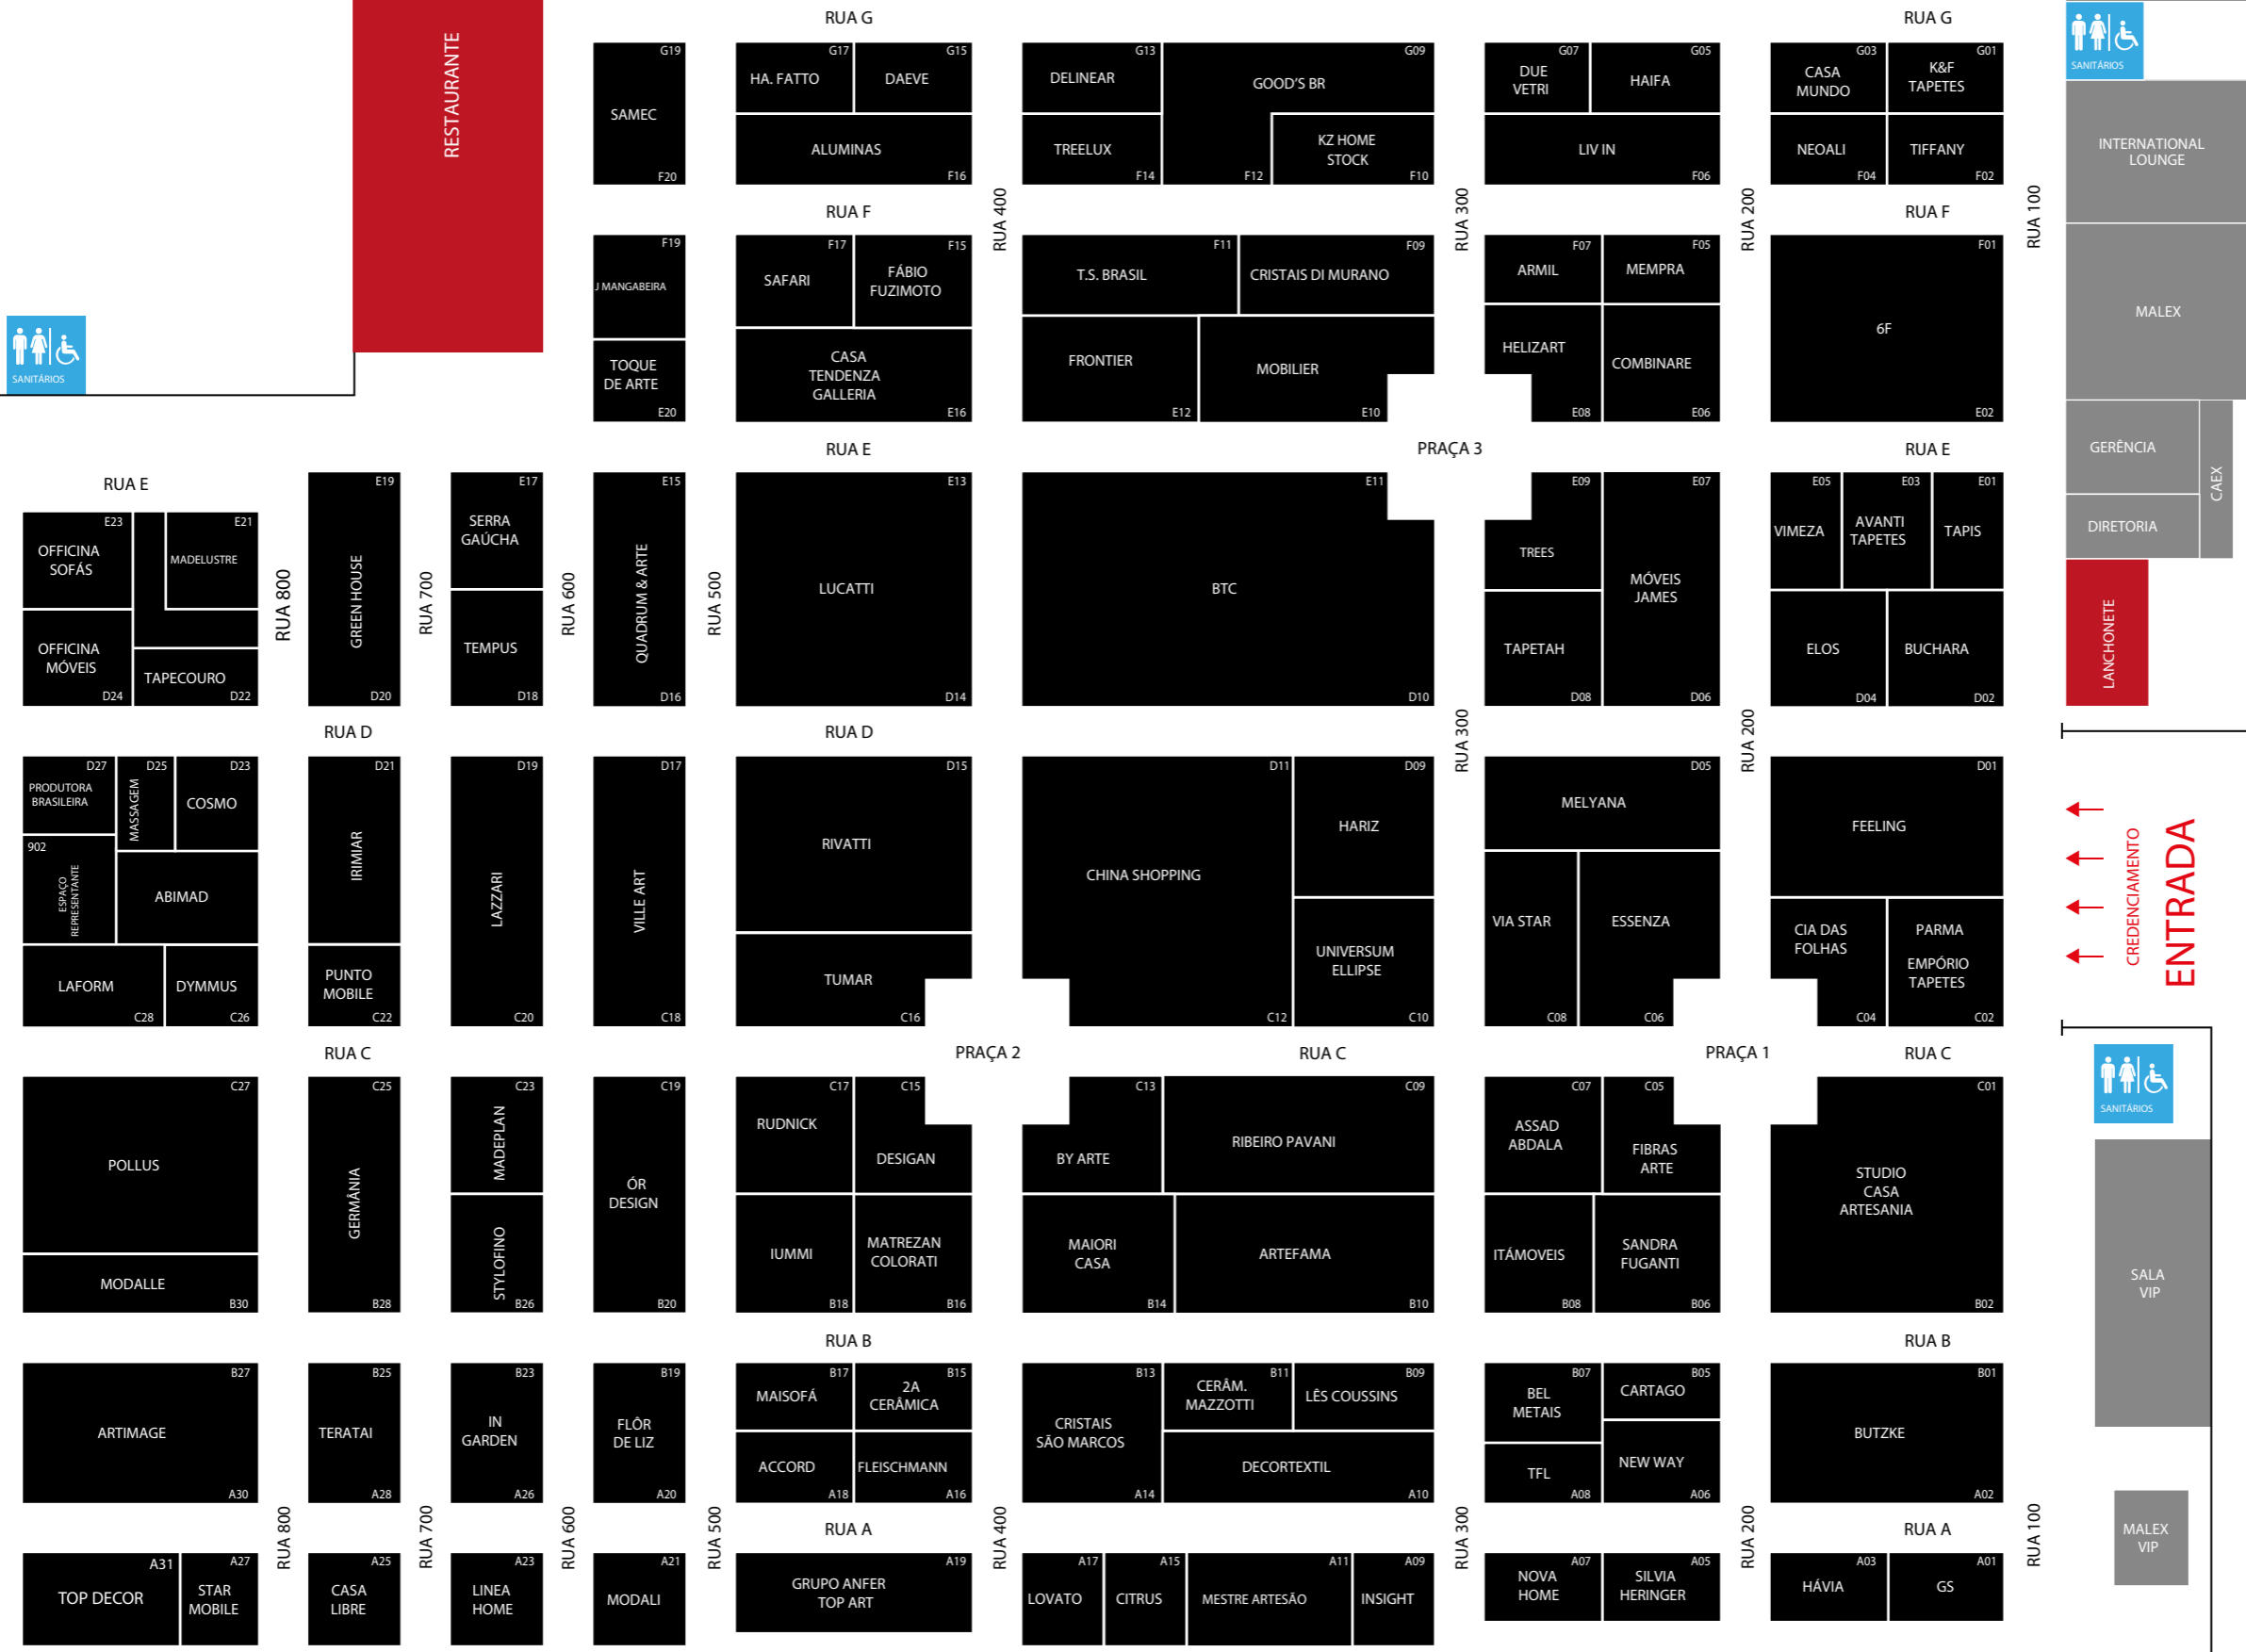 RUA G
RUA G
RESTAURANTE
G19
SAMEC
F20
G17
HA. FATTO
G15
DAEVE
ALUMINAS
F16
G13
DELINEAR
G09
GOOD'S BR
TREELUX
F14
F12
KZ HOME
STOCK
F10
G07
DUE
VETRI
G05
HAIFA
LIV IN
F06
G03
CASA
MUNDO
G01
K&F
TAPETES
NEOALI
F04
TIFFANY
F02
SANITÁRIOS
INTERNATIONAL
LOUNGE
RUA 400
RUA 300
RUA 200
RUA 100
RUA F
RUA F
SANITÁRIOS
F19
J MANGABEIRA
TOQUE
DE ARTE
E20
F17
SAFARI
F15
FÁBIO
FUZIMOTO
CASA
TENDENZA
GALLERIA
E16
F11
T.S. BRASIL
F09
CRISTAIS DI MURANO
FRONTIER
E12
MOBILIER
E10
F07
ARMIL
F05
MEMPRA
HELIZART
E08
COMBINARE
E06
F01
6F
E02
MALEX
GERÊNCIA
CAEX
DIRETORIA
LANCHONETE
RUA E
RUA E
PRAÇA 3
RUA E
E23
OFFICINA
SOFÁS
E21
MADELUSTRE
OFFICINA
MÓVEIS
D24
TAPECOURO
D22
RUA 800
E19
GREEN HOUSE
D20
RUA 700
E17
SERRA
GAÚCHA
TEMPUS
D18
RUA 600
E15
QUADRUM & ARTE
D16
RUA 500
E13
LUCATTI
D14
E11
BTC
D10
E09
TREES
TAPETAH
D08
E07
MÓVEIS
JAMES
D06
E05
VIMEZA
E03
AVANTI
TAPETES
E01
TAPIS
ELOS
D04
BUCHARA
D02
RUA D
RUA D
RUA 300
RUA 200
D27
PRODUTORA
BRASILEIRA
D25
MASSAGEM
D23
COSMO
902
ESPAÇO
REPRESENTANTE
ABIMAD
LAFORM
C28
DYMMUS
C26
D21
IRIMIAR
PUNTO
MOBILE
C22
D19
LAZZARI
C20
D17
VILLE ART
C18
D15
RIVATTI
TUMAR
C16
D11
CHINA SHOPPING
C12
D09
HARIZ
UNIVERSUM
ELLIPSE
C10
D05
MELYANA
VIA STAR
C08
ESSENZA
C06
D01
FEELING
CIA DAS
FOLHAS
C04
PARMA
EMPÓRIO
TAPETES
C02
CREDENCIAMENTO
ENTRADA
RUA C
PRAÇA 2
RUA C
PRAÇA 1
RUA C
SANITÁRIOS
C27
POLLUS
MODALLE
B30
C25
GERMÂNIA
B28
C23
MADEPLAN
STYLOFINO
B26
C19
ÓR
DESIGN
B20
C17
RUDNICK
C15
DESIGAN
IUMMI
B18
MATREZAN
COLORATI
B16
C13
BY ARTE
C09
RIBEIRO PAVANI
MAIORI
CASA
B14
ARTEFAMA
B10
C07
ASSAD
ABDALA
C05
FIBRAS
ARTE
ITÁMOVEIS
B08
SANDRA
FUGANTI
B06
C01
STUDIO
CASA
ARTESANIA
B02
SALA
VIP
RUA B
RUA B
B27
ARTIMAGE
A30
B25
TERATAI
A28
B23
IN
GARDEN
A26
B19
FLÔR
DE LIZ
A20
B17
MAISOFÁ
B15
2A
CERÂMICA
ACCORD
A18
FLEISCHMANN
A16
B13
CRISTAIS
SÃO MARCOS
A14
B11
CERÂM.
MAZZOTTI
B09
LÊS COUSSINS
DECORTEXTIL
A10
B07
BEL
METAIS
B05
CARTAGO
TFL
A08
NEW WAY
A06
B01
BUTZKE
A02
MALEX
VIP
RUA 800
RUA 700
RUA 600
RUA 500
RUA A
RUA 400
RUA 300
RUA 200
RUA A
RUA 100
A31
TOP DECOR
A27
STAR
MOBILE
A25
CASA
LIBRE
A23
LINEA
HOME
A21
MODALI
A19
GRUPO ANFER
TOP ART
A17
LOVATO
A15
CITRUS
A11
MESTRE ARTESÃO
A09
INSIGHT
A07
NOVA
HOME
A05
SILVIA
HERINGER
A03
HÁVIA
A01
GS